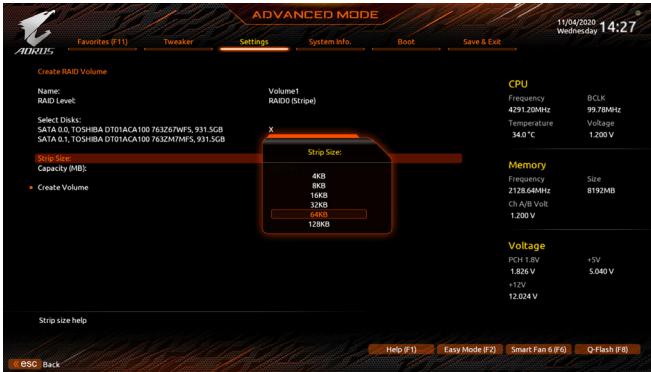 ADVANCED MODE
11/04/2020
Wednesday 14:27
AORUS
Favorites (F11) Tweaker Settings System Info. Boot Save & Exit
Create RAID Volume
Name: Volume1
RAID Level: RAID0 (Stripe)
Select Disks:
SATA 0.0, TOSHIBA DT01ACA100 763Z67WFS, 931.5GB X
SATA 0.1, TOSHIBA DT01ACA100 763ZM7MFS, 931.5GB
Strip Size:
Capacity (MB):
Create Volume
Strip Size:
4KB
8KB
16KB
32KB
64KB
128KB
CPU
Frequency BCLK
4291.20MHz 99.78MHz
Temperature Voltage
34.0 °C 1.200 V
Memory
Frequency Size
2128.64MHz 8192MB
Ch A/B Volt
1.200 V
Voltage
PCH 1.8V +5V
1.826 V 5.040 V
+12V
12.024 V
Strip size help
Help (F1) Easy Mode (F2) Smart Fan 6 (F6) Q-Flash (F8)
esc Back